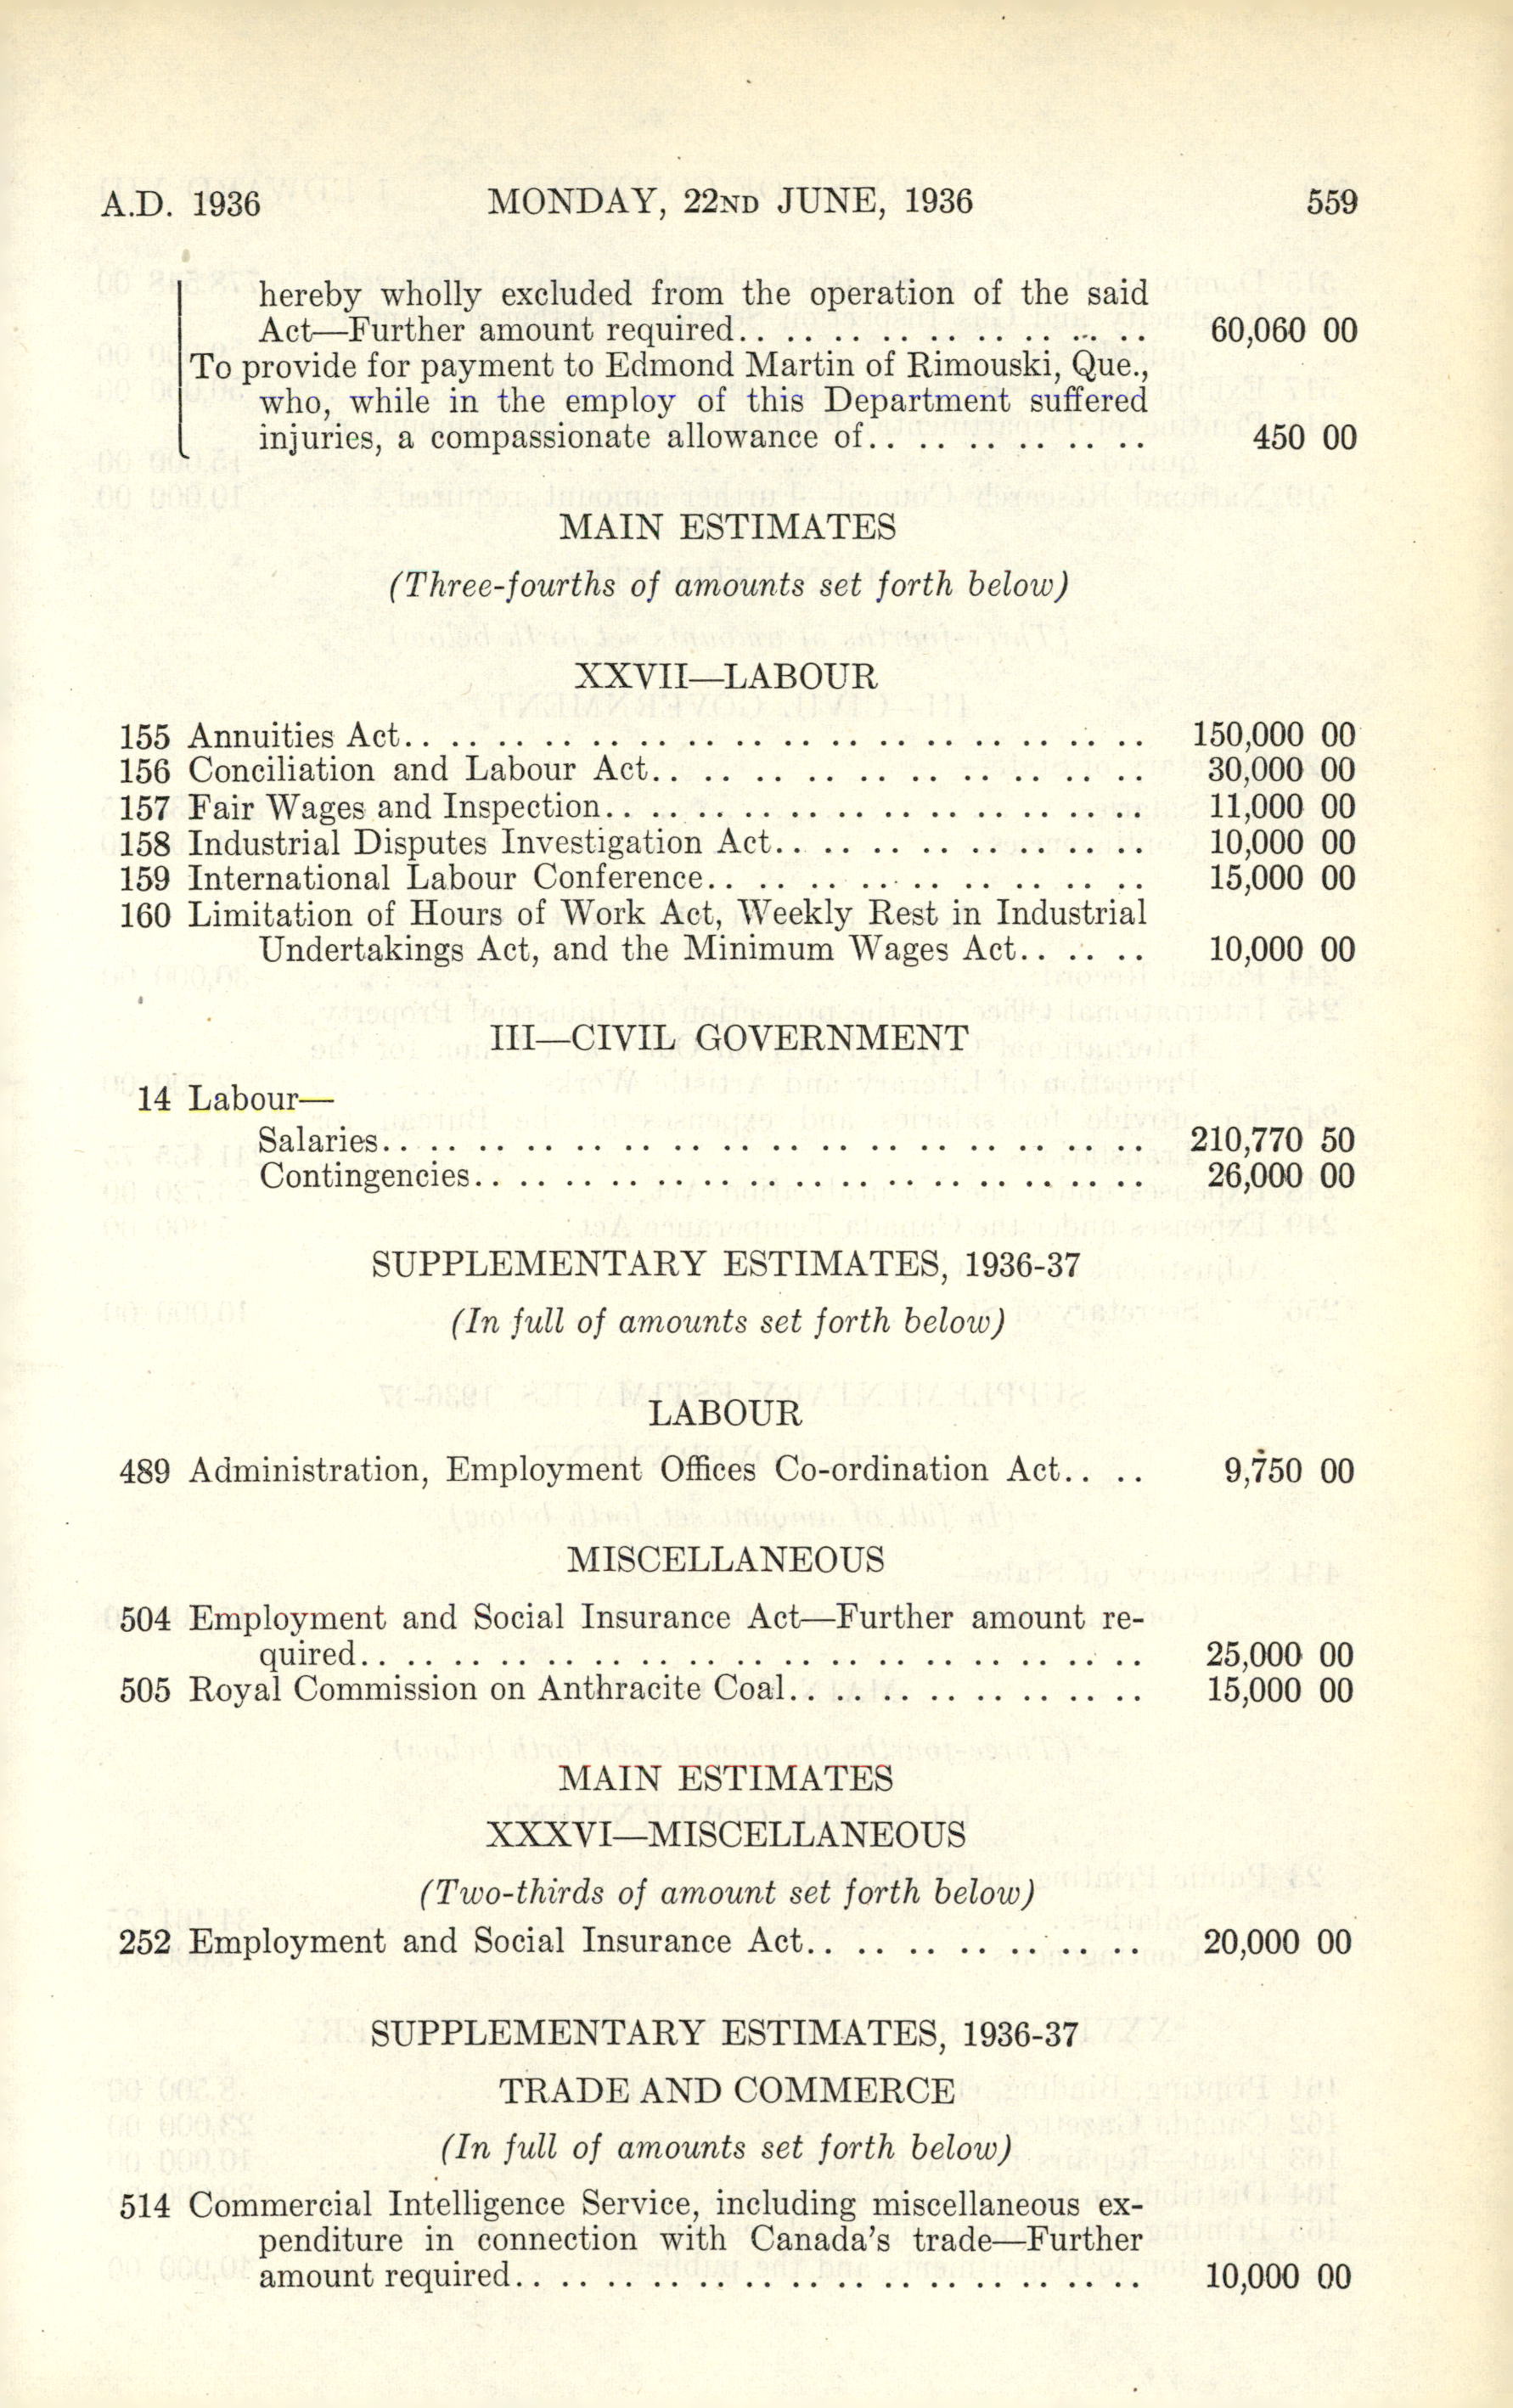 A.D. 1936 MONDAY, 22ND JUNE, 1936 559
hereby wholly excluded from the operation of the said
Act—Further amount required.. .. .. .. .. .. .. .. .. 60,060 00
To provide for payment to Edmond Martin of Rimouski, Que.,
who, while in the employ of this Department suffered
injuries, a compassionate allowance of.. .. .. .. .. .. 450 00
MAIN ESTIMATES
(Three-fourths of amounts set forth below)
XXVII—LABOUR
155 Annuities Act.. .. .. .. .. .. .. .. .. .. .. .. .. .. .. .. 150,000 00
156 Conciliation and Labour Act.. .. .. .. .. .. .. .. .. .. 30,000 00
157 Fair Wages and Inspection.. .. .. .. .. .. .. .. .. .. .. 11,000 00
158 Industrial Disputes Investigation Act.. .. .. .. .. .. .. .. 10,000 00
159 International Labour Conference.. .. .. .. .. .. .. .. .. 15,000 00
160 Limitation of Hours of Work Act, Weekly Rest in Industrial
Undertakings Act, and the Minimum Wages Act.. .. .. 10,000 00
III—CIVIL GOVERNMENT
14 Labour—
Salaries.. .. .. .. .. .. .. .. .. .. .. .. .. .. .. .. 210,770 50
Contingencies.. .. .. .. .. .. .. .. .. .. .. .. .. .. 26,000 00
SUPPLEMENTARY ESTIMATES, 1936-37
(In full of amounts set forth below)
LABOUR
489 Administration, Employment Offices Co-ordination Act.. .. 9,750 00
MISCELLANEOUS
504 Employment and Social Insurance Act—Further amount re-
quired.. .. .. .. .. .. .. .. .. .. .. .. .. .. .. .. .. 25,000 00
505 Royal Commission on Anthracite Coal.. .. .. .. .. .. .. .. 15,000 00
MAIN ESTIMATES
XXXVI—MISCELLANEOUS
(Two-thirds of amount set forth below)
252 Employment and Social Insurance Act.. .. .. .. .. .. .. 20,000 00
SUPPLEMENTARY ESTIMATES, 1936-37
TRADE AND COMMERCE
(In full of amounts set forth below)
514 Commercial Intelligence Service, including miscellaneous ex-
penditure in connection with Canada's trade—Further
amount required.. .. .. .. .. .. .. .. .. .. .. .. .. .. 10,000 00